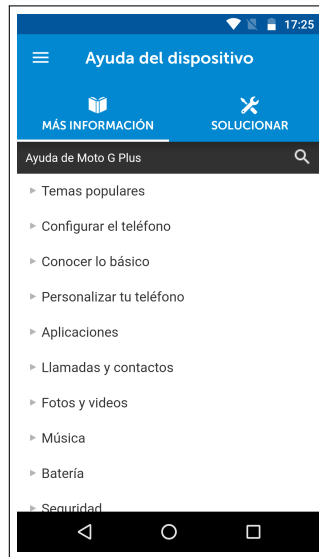 17:25
Ayuda del dispositivo
MÁS INFORMACIÓN
SOLUCIONAR
Ayuda de Moto G Plus
Temas populares
Configurar el teléfono
Conocer lo básico
Personalizar tu teléfono
Aplicaciones
Llamadas y contactos
Fotos y videos
Música
Batería
Seguridad